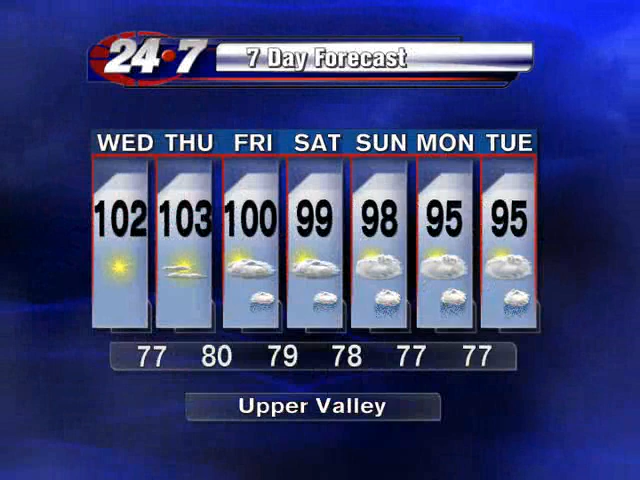 24·7 7 Day Forecast
WED THU FRI SAT SUN MON TUE
102 103 100 99 98 95 95
77 80 79 78 77 77
Upper Valley